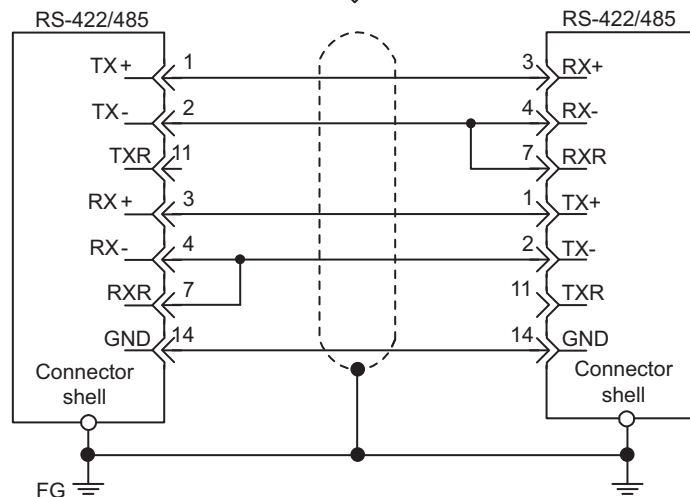 RS-422/485 RS-422/485
TX+ 1 3 RX+
TX- 2 4 RX-
TXR 11 7 RXR
RX+ 3 1 TX+
RX- 4 2 TX-
RXR 7 11 TXR
GND 14 14 GND
Connector Connector
shell shell
FG